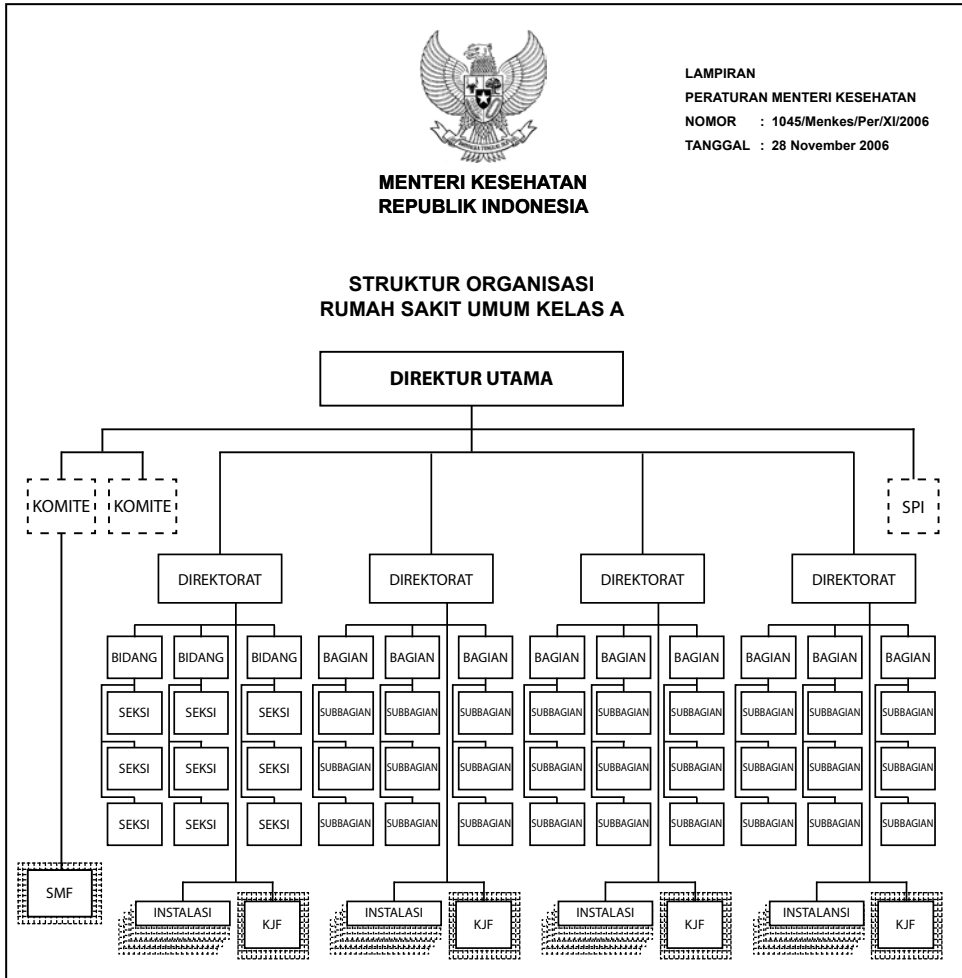 LAMPIRAN
PERATURAN MENTERI KESEHATAN
NOMOR : 1045/Menkes/Per/XI/2006
TANGGAL : 28 November 2006
MENTERI KESEHATAN
REPUBLIK INDONESIA
STRUKTUR ORGANISASI
RUMAH SAKIT UMUM KELAS A
DIREKTUR UTAMA
KOMITE KOMITE SPI
DIREKTORAT DIREKTORAT DIREKTORAT DIREKTORAT
BIDANG BIDANG BIDANG BAGIAN BAGIAN BAGIAN BAGIAN BAGIAN BAGIAN BAGIAN BAGIAN BAGIAN
SEKSI SEKSI SEKSI SUBBAGIAN SUBBAGIAN SUBBAGIAN SUBBAGIAN SUBBAGIAN SUBBAGIAN SUBBAGIAN SUBBAGIAN SUBBAGIAN
SEKSI SEKSI SEKSI SUBBAGIAN SUBBAGIAN SUBBAGIAN SUBBAGIAN SUBBAGIAN SUBBAGIAN SUBBAGIAN SUBBAGIAN SUBBAGIAN
SEKSI SEKSI SEKSI SUBBAGIAN SUBBAGIAN SUBBAGIAN SUBBAGIAN SUBBAGIAN SUBBAGIAN SUBBAGIAN SUBBAGIAN SUBBAGIAN
SMF
INSTALASI KJF INSTALASI KJF INSTALASI KJF INSTALANSI KJF